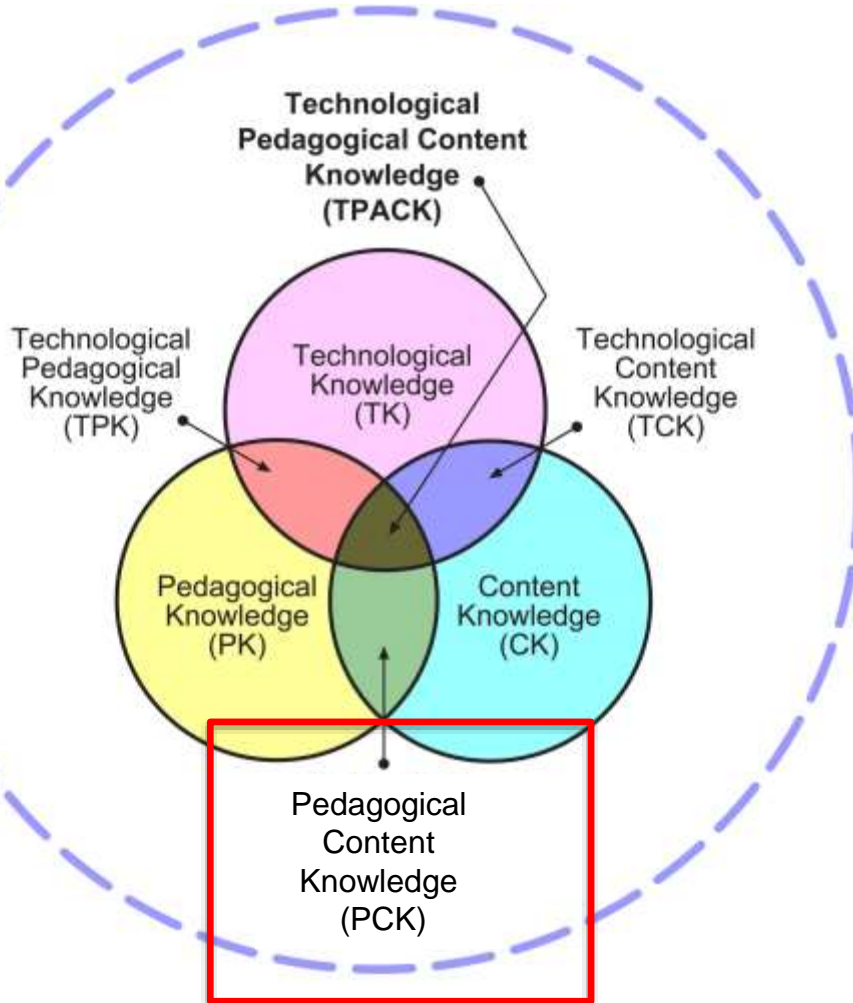 Technological
Pedagogical Content
Knowledge
(TPACK)
Technological
Pedagogical
Knowledge
(TPK)
Technological
Knowledge
(TK)
Technological
Content
Knowledge
(TCK)
Pedagogical
Knowledge
(PK)
Content
Knowledge
(CK)
Pedagogical
Content
Knowledge
(PCK)